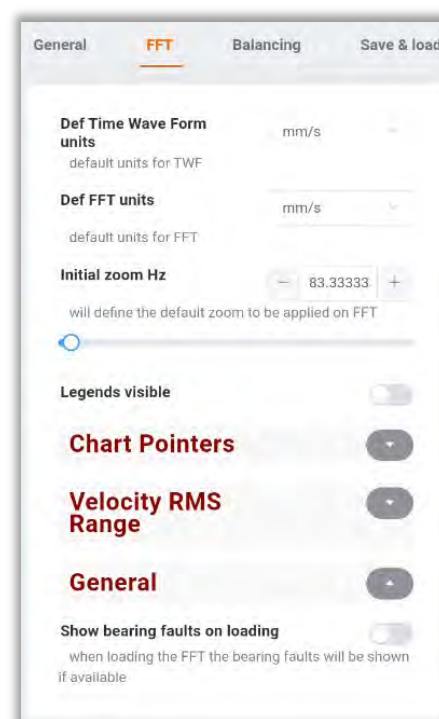 General FFT Balancing Save & load
Def Time Wave Form
units
mm/s
default units for TWF
Def FFT units
mm/s
default units for FFT
Initial zoom Hz
− 83.33333 +
will define the default zoom to be applied on FFT
Legends visible
Chart Pointers
Velocity RMS
Range
General
Show bearing faults on loading
when loading the FFT the bearing faults will be shown
if available